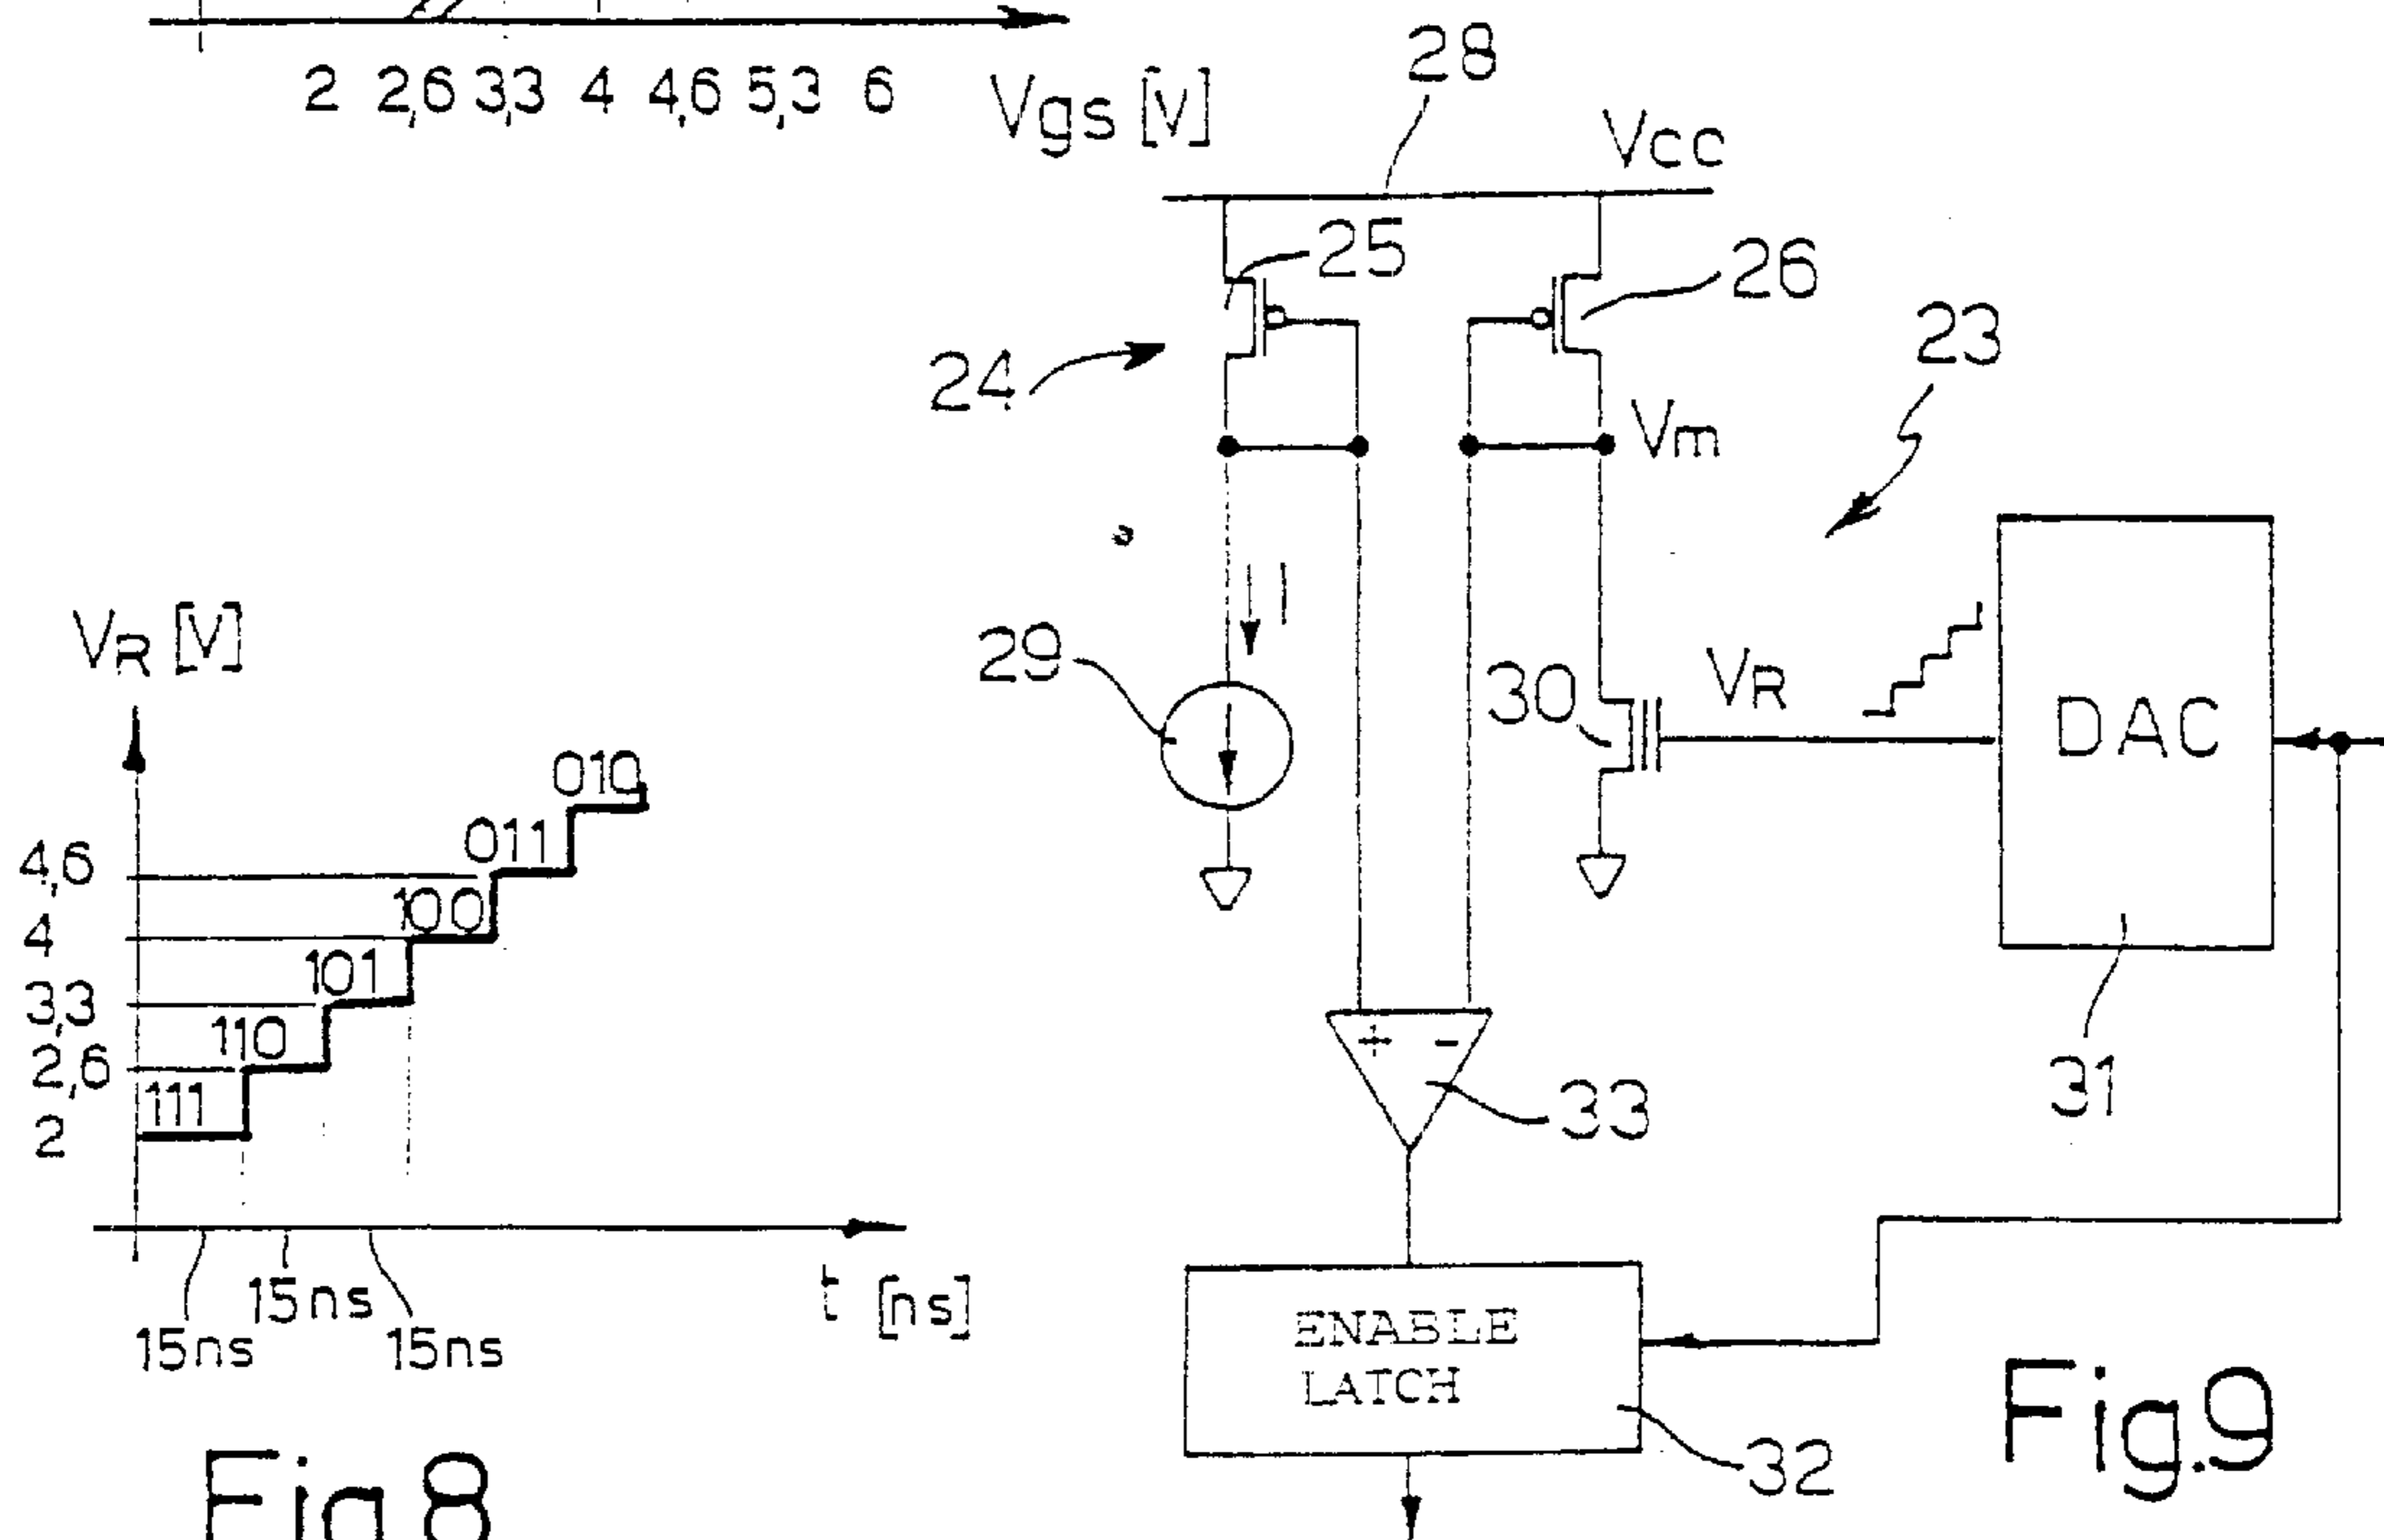 2 2,6 3,3 4 4,6 5,3 6 Vgs [V]
28
Vcc
25
26
24
23
Vm
I
29
30
VR
DAC
31
+ -
33
ENABLE
LATCH
32
Fig.9
VR [V]
010
011
4,6
100
4
101
3,3
110
2,6
111
2
15ns
15ns
15ns
t [ns]
Fig.8